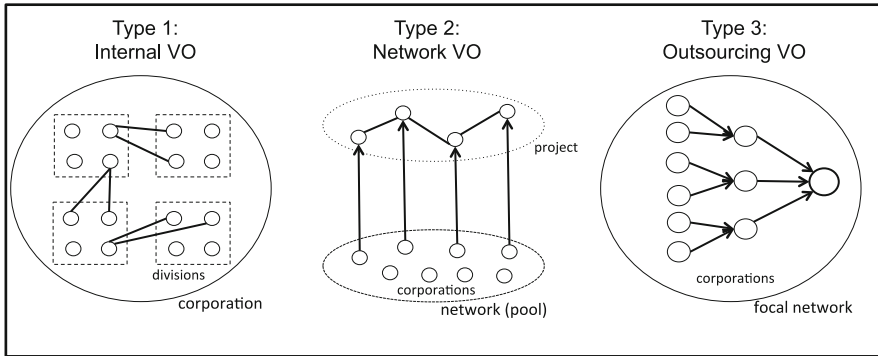 Type 1:
Internal VO
divisions
corporation
Type 2:
Network VO
project
corporations
network (pool)
Type 3:
Outsourcing VO
corporations
focal network